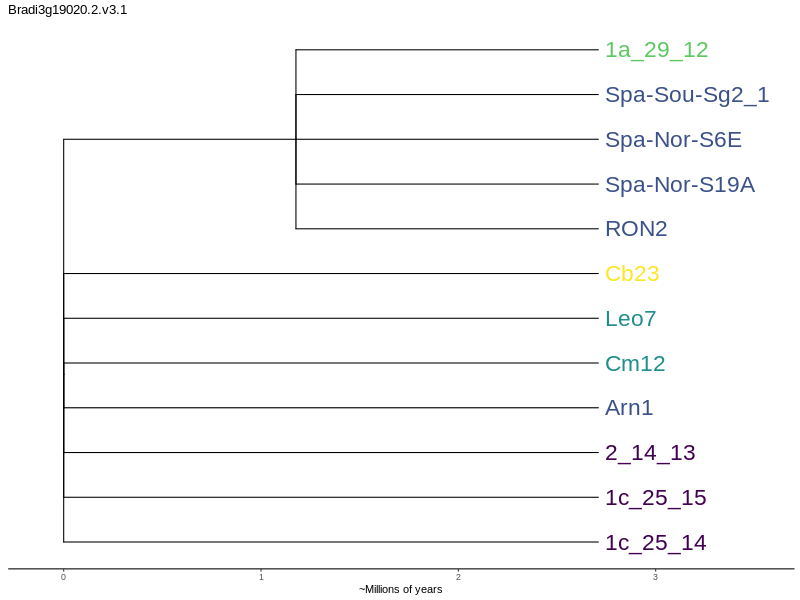 Bradi3g19020.2.v3.1
1a_29_12
Spa-Sou-Sg2_1
Spa-Nor-S6E
Spa-Nor-S19A
RON2
Cb23
Leo7
Cm12
Arn1
2_14_13
1c_25_15
1c_25_14
0 1 2 3
~Millions of years